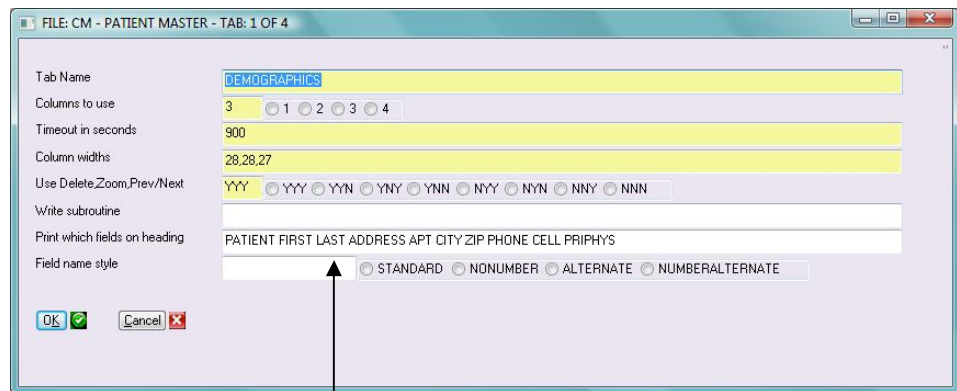 FILE: CM - PATIENT MASTER - TAB: 1 OF 4
Tab Name DEMOGRAPHICS
Columns to use 3 1 2 3 4
Timeout in seconds 900
Column widths 28,28,27
Use Delete,Zoom,Prev/Next YYY YYY YYN YNY YNN NYY NYN NNY NNN
Write subroutine
Print which fields on heading PATIENT FIRST LAST ADDRESS APT CITY ZIP PHONE CELL PRIPHYS
Field name style STANDARD NONUMBER ALTERNATE NUMBERALTERNATE
OK Cancel